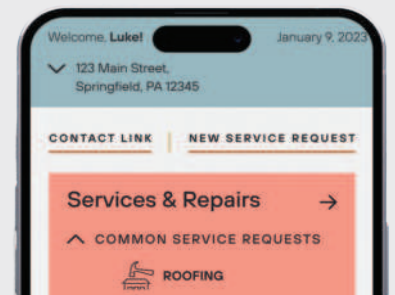 Welcome, Luke! January 9, 2023
123 Main Street,
Springfield, PA 12345
CONTACT LINK NEW SERVICE REQUEST
Services & Repairs
COMMON SERVICE REQUESTS
ROOFING